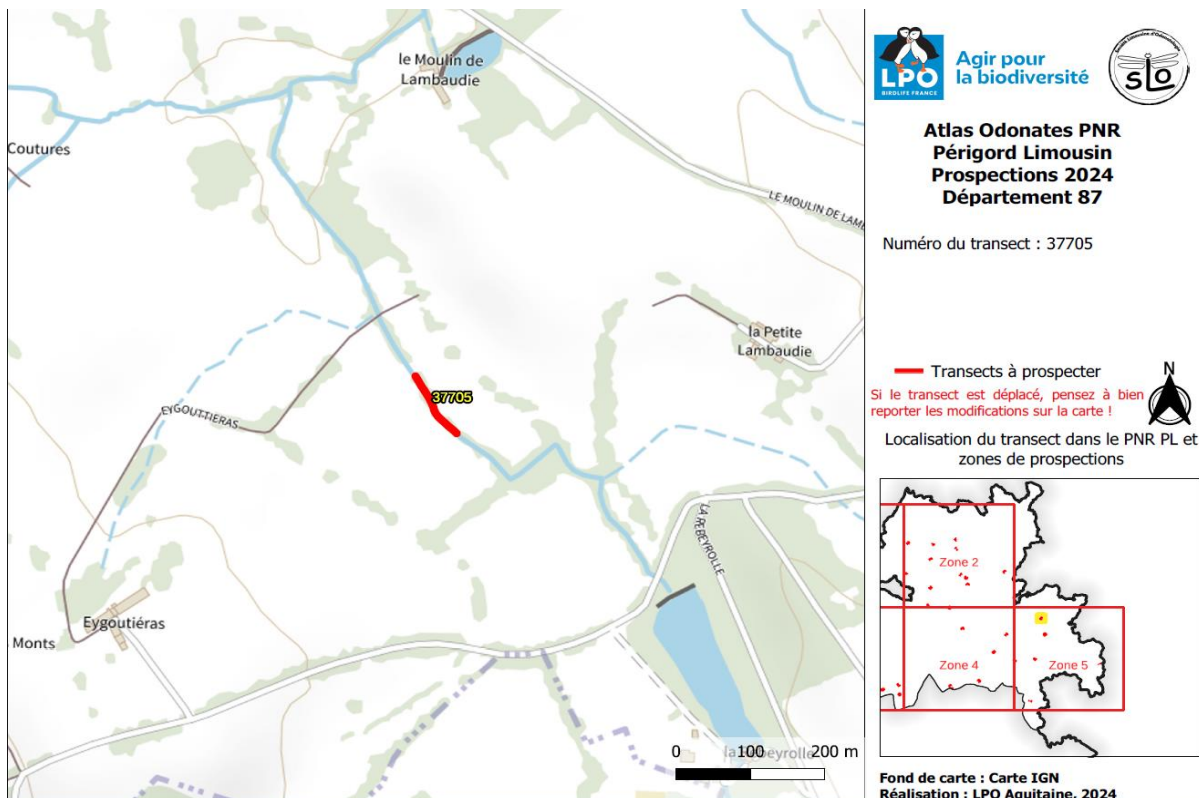 le Moulin de
Lambaudie
Coutures
LE MOULIN DE LAMB
la Petite
Lambaudie
37705
EYGOUTTIERAS
LA REBEYROLLE
Eygoutiéras
Monts
la Rebeyrolle
0 100 200 m
LPO
BIRDLIFE FRANCE
Agir pour
la biodiversité
SLO
Atlas Odonates PNR
Périgord Limousin
Prospections 2024
Département 87
Numéro du transect : 37705
Transects à prospecter
Si le transect est déplacé, pensez à bien
reporter les modifications sur la carte !
N
Localisation du transect dans le PNR PL et
zones de prospections
Zone 2
Zone 4
Zone 5
Fond de carte : Carte IGN
Réalisation : LPO Aquitaine, 2024